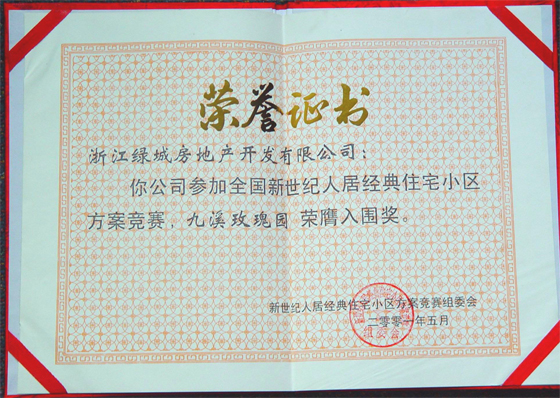 荣誉证书
浙江绿城房地产开发有限公司：
你公司参加全国新世纪人居经典住宅小区
方案竞赛，九溪玫瑰园 荣膺入围奖。
新世纪人居经典住宅小区方案竞赛组委会
二零零一年五月
组委会